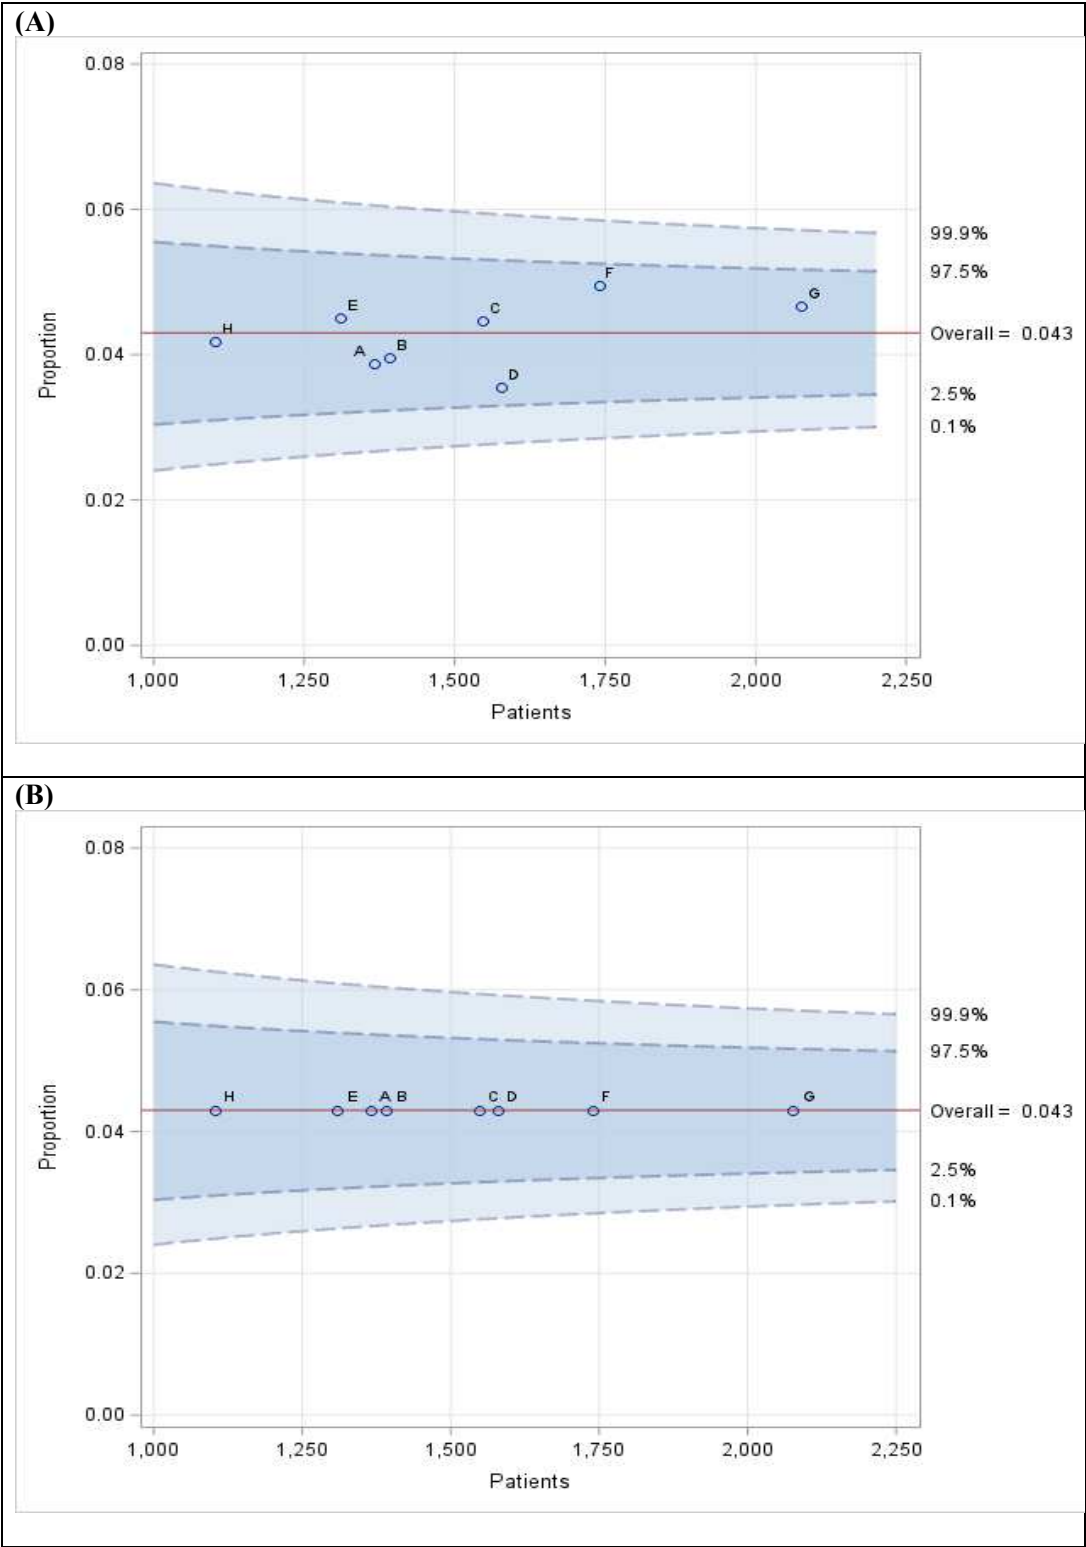 (A)
0.08
0.06
0.04
0.02
0.00
Proportion
99.9%
97.5%
Overall = 0.043
2.5%
0.1%
H
E
A
B
C
D
F
G
1,000 1,250 1,500 1,750 2,000 2,250
Patients
(B)
0.08
0.06
0.04
0.02
0.00
Proportion
99.9%
97.5%
Overall = 0.043
2.5%
0.1%
H E A B C D F G
1,000 1,250 1,500 1,750 2,000 2,250
Patients